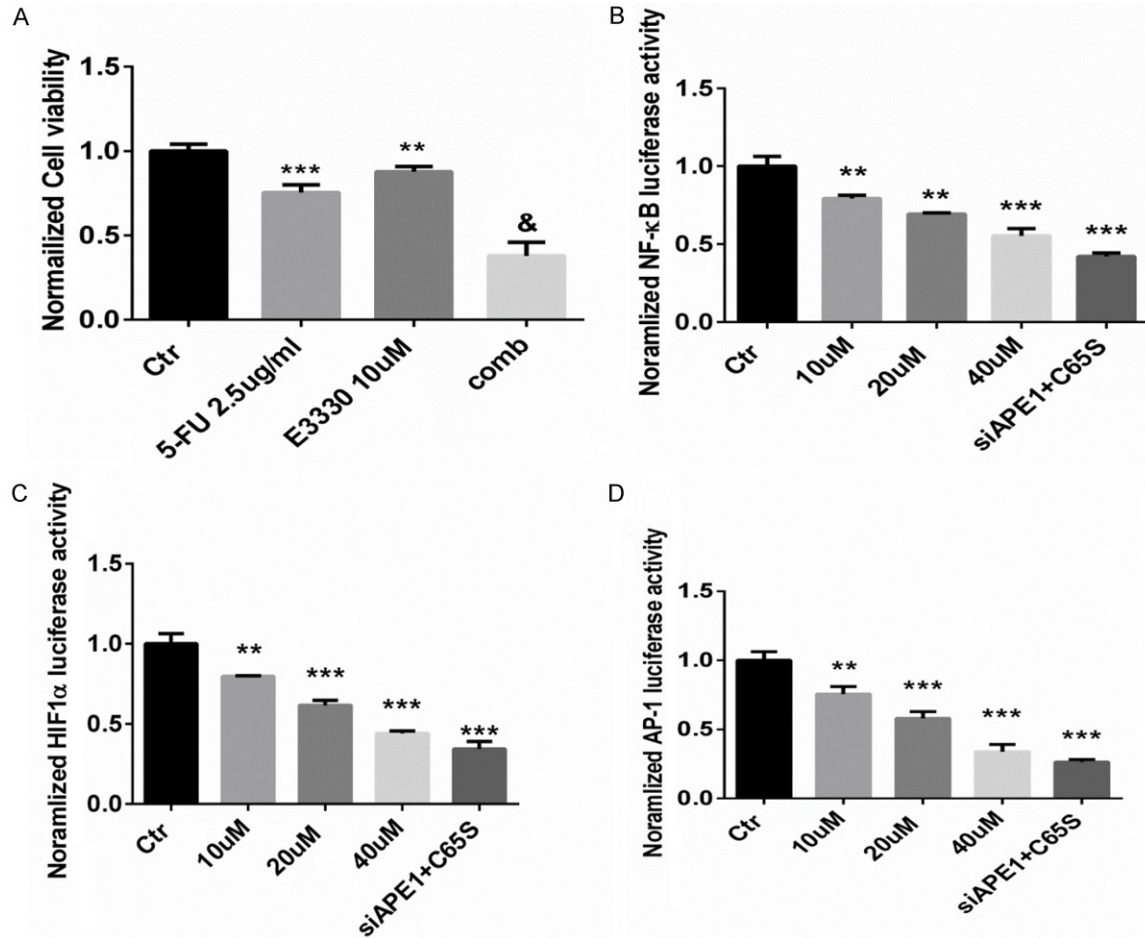 A
Normailized Cell viability
1.5
1.0
0.5
0.0
***
**
&
Ctr
5-FU 2.5ug/ml
E3330 10uM
comb
B
Noramlized NF-κB luciferase activity
1.5
1.0
0.5
0.0
**
**
***
***
Ctr
10uM
20uM
40uM
siAPE1+C65S
C
Noramlized HIF1α luciferase activity
1.5
1.0
0.5
0.0
**
***
***
***
Ctr
10uM
20uM
40uM
siAPE1+C65S
D
Noramlized AP-1 luciferase activity
1.5
1.0
0.5
0.0
**
***
***
***
Ctr
10uM
20uM
40uM
siAPE1+C65S